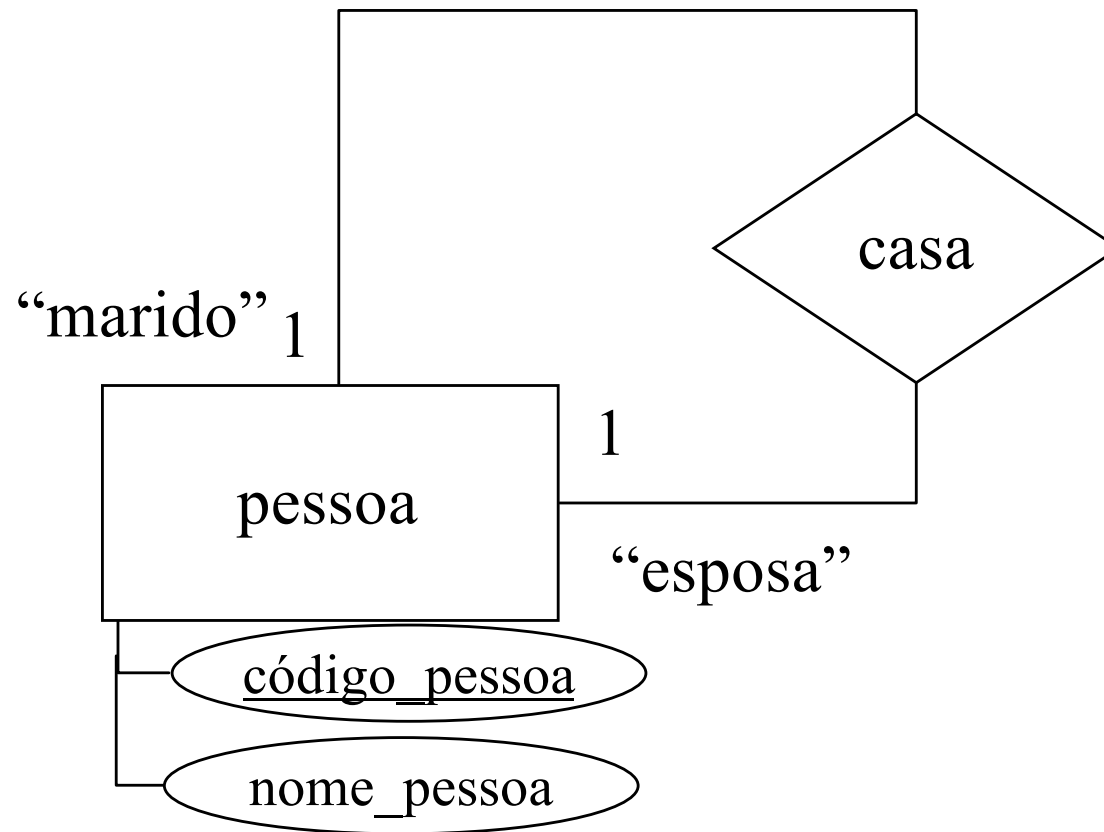 casa
“marido”
1
1
pessoa
“esposa”
código_pessoa
nome_pessoa